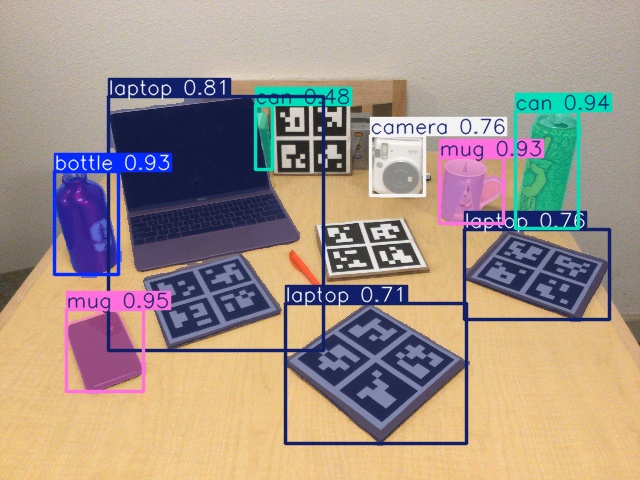 laptop 0.81
can 0.48
can 0.94
camera 0.76
mug 0.93
bottle 0.93
laptop 0.76
laptop 0.71
mug 0.95